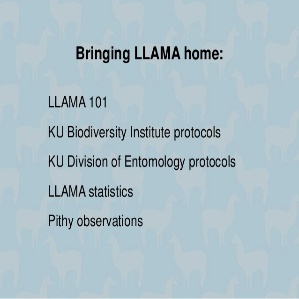 Bringing LLAMA home:
LLAMA 101
KU Biodiversity Institute protocols
KU Division of Entomology protocols
LLAMA statistics
Pithy observations